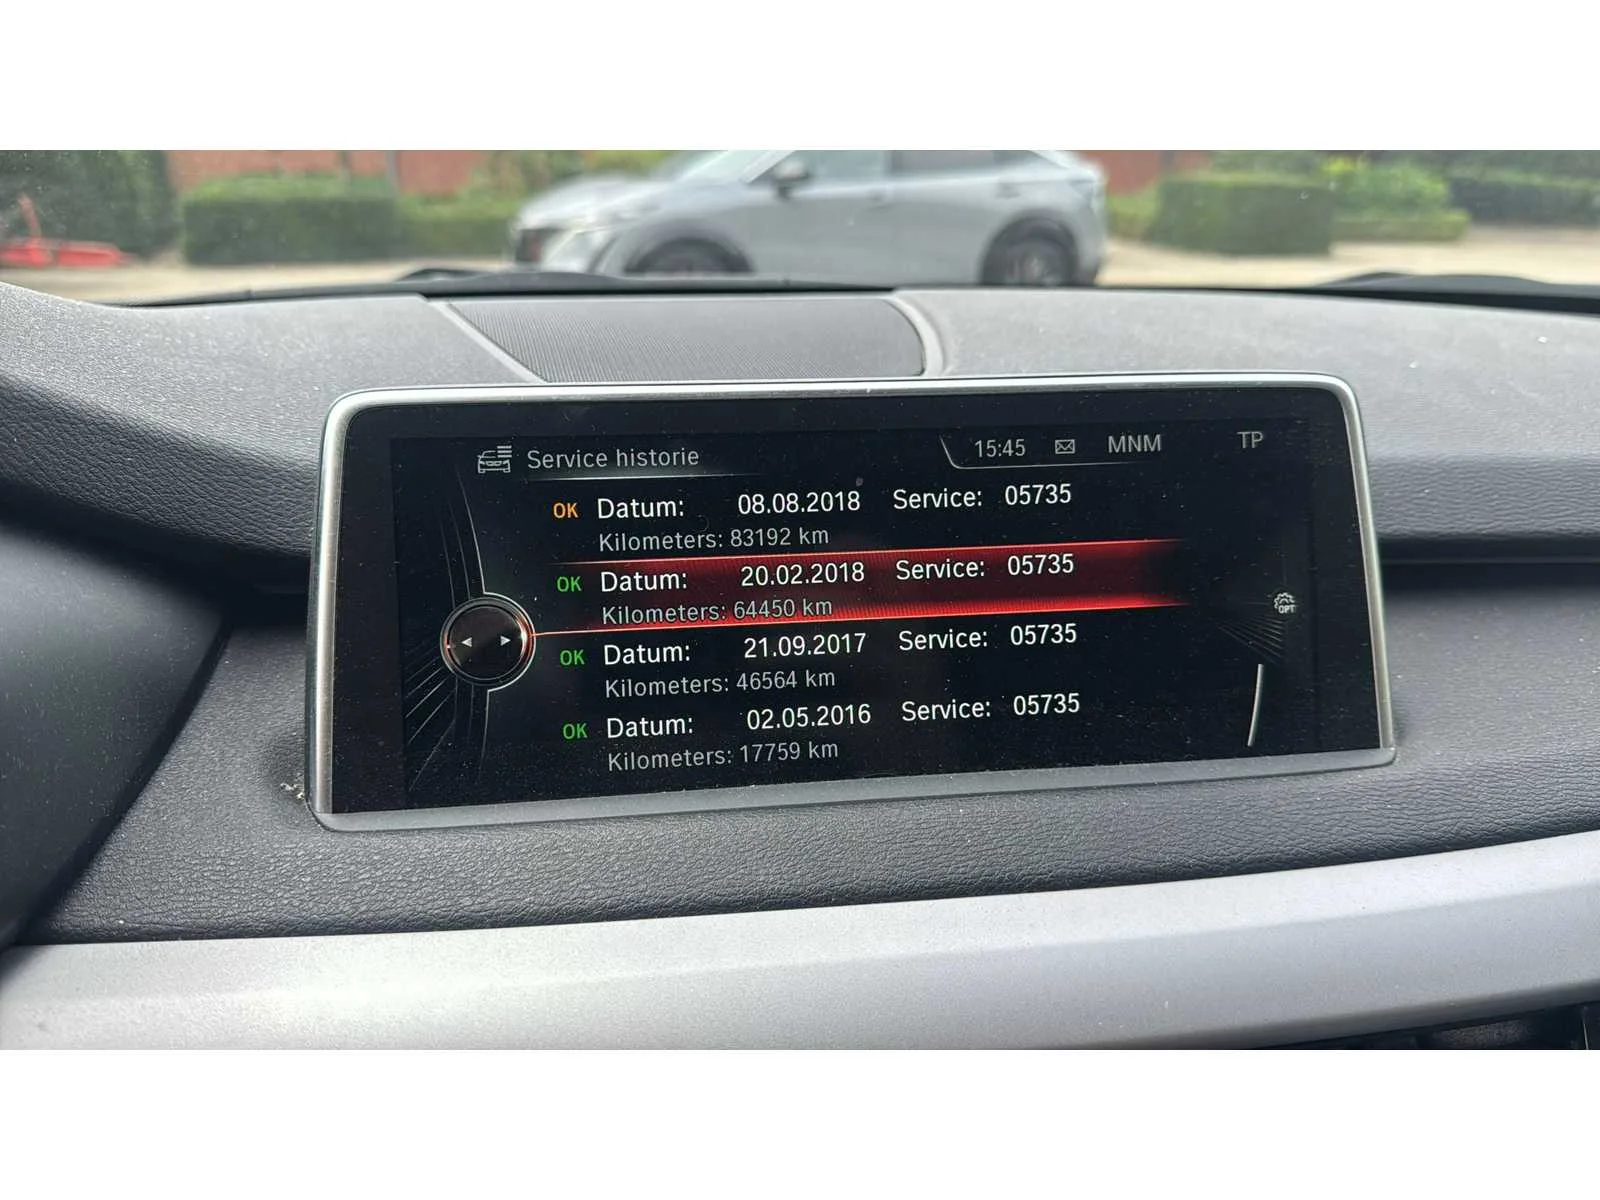 Service historie 15:45 MNM TP
OK Datum: 08.08.2018 Service: 05735
Kilometers: 83192 km
OK Datum: 20.02.2018 Service: 05735
Kilometers: 64450 km
OK Datum: 21.09.2017 Service: 05735
Kilometers: 46564 km
OK Datum: 02.05.2016 Service: 05735
Kilometers: 17759 km
OPT